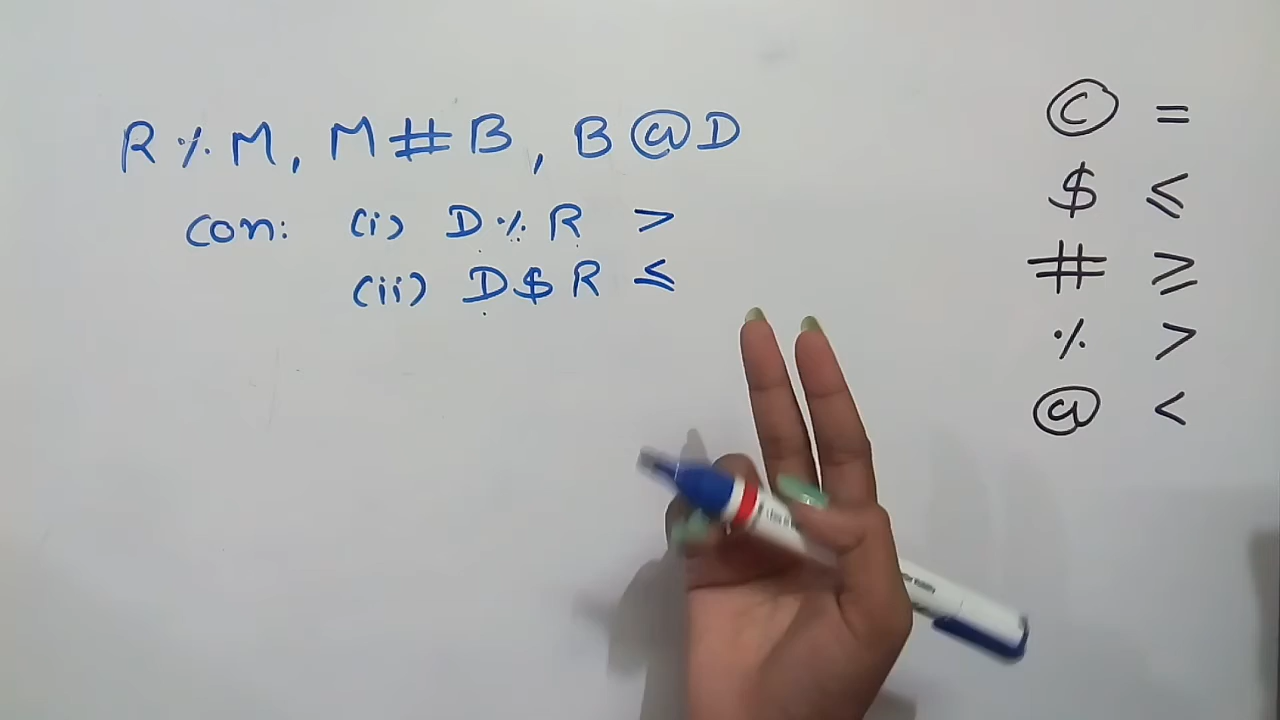 R % M, M # B, B @ D
con: (i) D % R >
(ii) D $ R ≤
© =
$ ≤
# ≥
% >
@ <